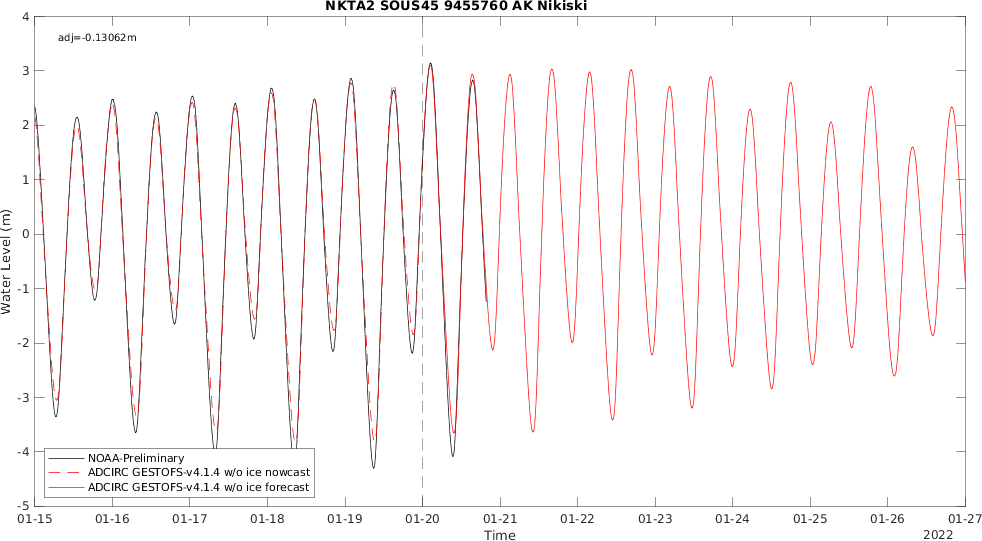 NKTA2 SOUS45 9455760 AK Nikiski
adj=-0.13062m
4
3
2
1
0
-1
-2
-3
-4
-5
Water Level (m)
NOAA-Preliminary
ADCIRC GESTOFS-v4.1.4 w/o ice nowcast
ADCIRC GESTOFS-v4.1.4 w/o ice forecast
01-15 01-16 01-17 01-18 01-19 01-20 01-21 01-22 01-23 01-24 01-25 01-26 01-27
Time
2022